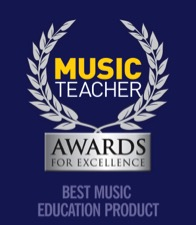 MUSIC
TEACHER
AWARDS
FOR EXCELLENCE
BEST MUSIC
EDUCATION PRODUCT